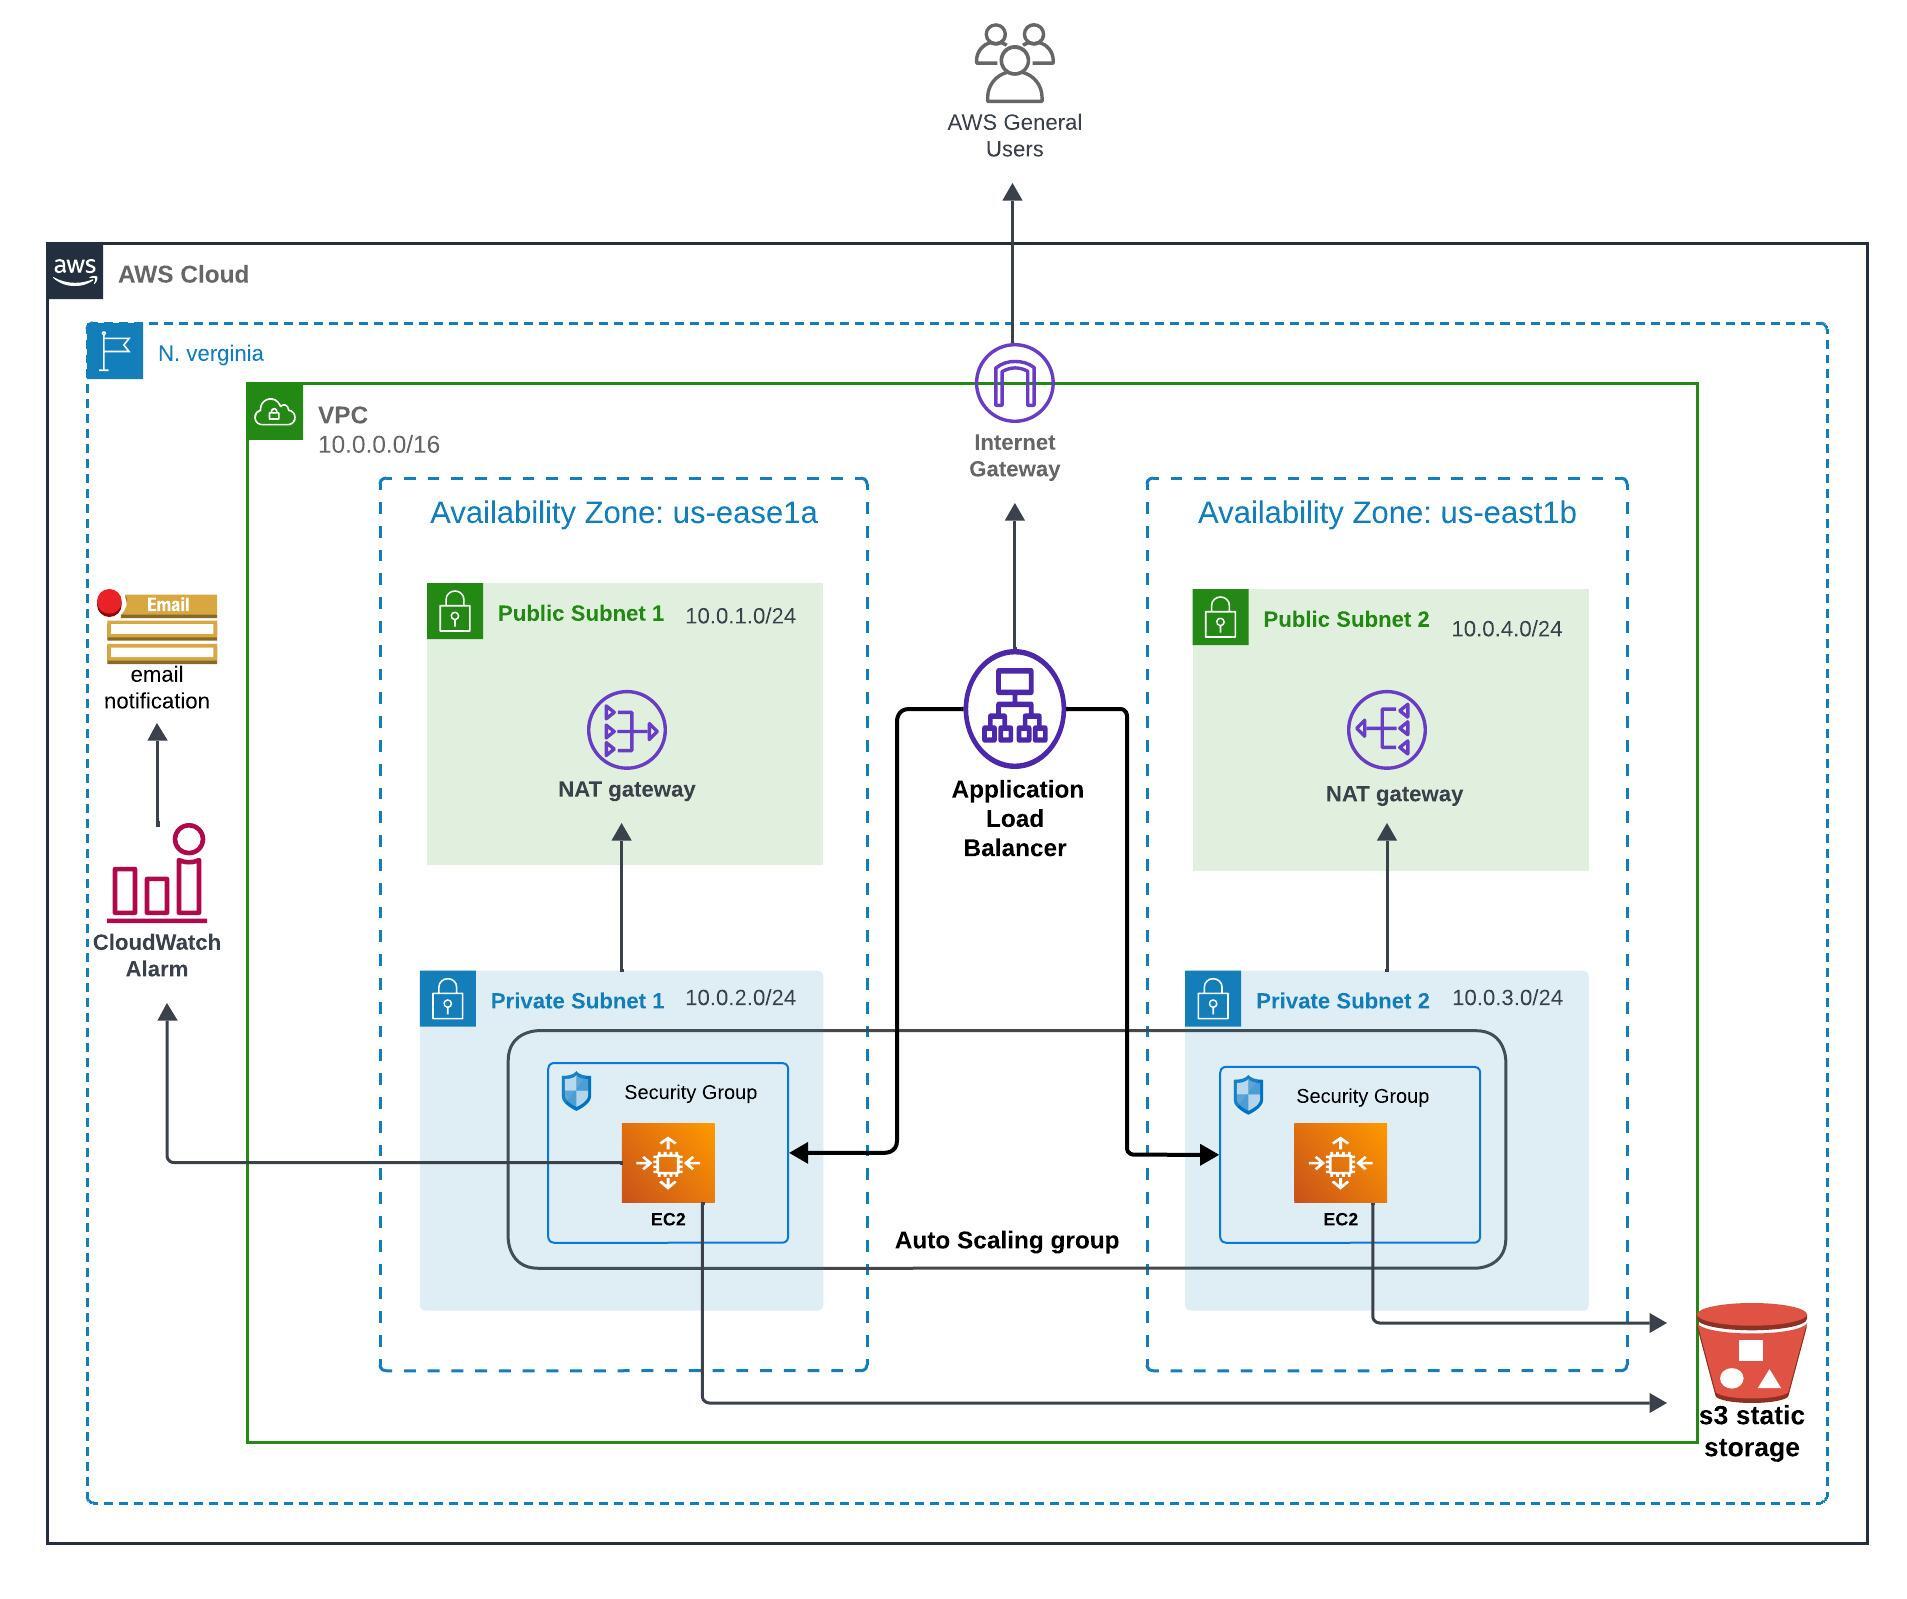 AWS General
Users
aws
AWS Cloud
N. verginia
VPC
10.0.0.0/16
Internet
Gateway
Availability Zone: us-ease1a
Availability Zone: us-east1b
Email
email
notification
Public Subnet 1
10.0.1.0/24
Public Subnet 2
10.0.4.0/24
NAT gateway
Application
Load
Balancer
NAT gateway
CloudWatch
Alarm
Private Subnet 1
10.0.2.0/24
Private Subnet 2
10.0.3.0/24
Security Group
EC2
Security Group
EC2
Auto Scaling group
s3 static
storage